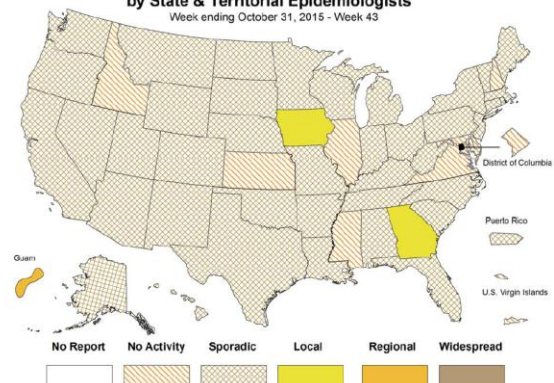 by State & Territorial Epidemiologists
Week ending October 31, 2015 - Week 43
District of Columbia
Puerto Rico
Guam
U.S. Virgin Islands
No Report No Activity Sporadic Local Regional Widespread